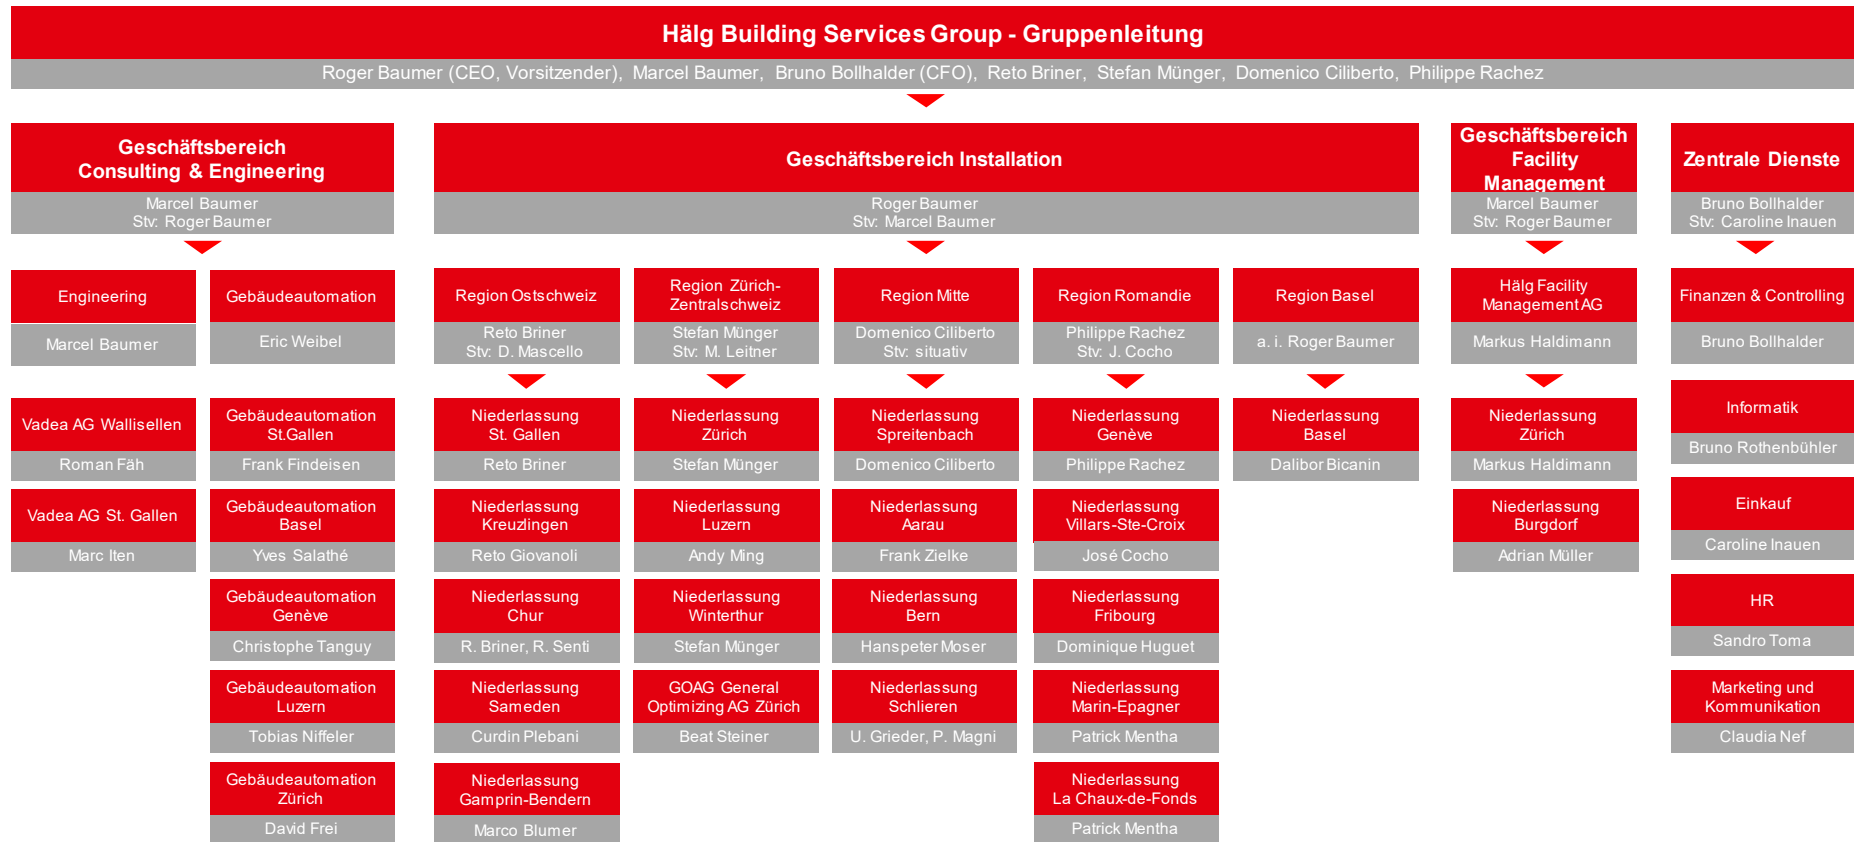 Hälg Building Services Group - Gruppenleitung
Roger Baumer (CEO, Vorsitzender), Marcel Baumer, Bruno Bollhalder (CFO), Reto Briner, Stefan Münger, Domenico Ciliberto, Philippe Rachez
Geschäftsbereich
Consulting & Engineering
Marcel Baumer
Stv: Roger Baumer
Engineering
Marcel Baumer
Vadea AG Wallisellen
Roman Fäh
Vadea AG St. Gallen
Marc Iten
Gebäudeautomation
Eric Weibel
Gebäudeautomation
St.Gallen
Frank Findeisen
Gebäudeautomation
Basel
Yves Salathé
Gebäudeautomation
Genève
Christophe Tanguy
Gebäudeautomation
Luzern
Tobias Niffeler
Gebäudeautomation
Zürich
David Frei
Geschäftsbereich Installation
Roger Baumer
Stv: Marcel Baumer
Region Ostschweiz
Reto Briner
Stv: D. Mascello
Niederlassung
St. Gallen
Reto Briner
Niederlassung
Kreuzlingen
Reto Giovanoli
Niederlassung
Chur
R. Briner, R. Senti
Niederlassung
Sameden
Curdin Plebani
Niederlassung
Gamprin-Bendern
Marco Blumer
Region Zürich-
Zentralschweiz
Stefan Münger
Stv: M. Leitner
Niederlassung
Zürich
Stefan Münger
Niederlassung
Luzern
Andy Ming
Niederlassung
Winterthur
Stefan Münger
GOAG General
Optimizing AG Zürich
Beat Steiner
Region Mitte
Domenico Ciliberto
Stv: situativ
Niederlassung
Spreitenbach
Domenico Ciliberto
Niederlassung
Aarau
Frank Zielke
Niederlassung
Bern
Hanspeter Moser
Niederlassung
Schlieren
U. Grieder, P. Magni
Region Romandie
Philippe Rachez
Stv: J. Cocho
Niederlassung
Genève
Philippe Rachez
Niederlassung
Villars-Ste-Croix
José Cocho
Niederlassung
Fribourg
Dominique Huguet
Niederlassung
Marin-Epagner
Patrick Mentha
Niederlassung
La Chaux-de-Fonds
Patrick Mentha
Region Basel
a. i. Roger Baumer
Niederlassung
Basel
Dalibor Bicanin
Geschäftsbereich
Facility
Management
Marcel Baumer
Stv: Roger Baumer
Hälg Facility
Management AG
Markus Haldimann
Niederlassung
Zürich
Markus Haldimann
Niederlassung
Burgdorf
Adrian Müller
Zentrale Dienste
Bruno Bollhalder
Stv: Caroline Inauen
Finanzen & Controlling
Bruno Bollhalder
Informatik
Bruno Rothenbühler
Einkauf
Caroline Inauen
HR
Sandro Toma
Marketing und
Kommunikation
Claudia Nef